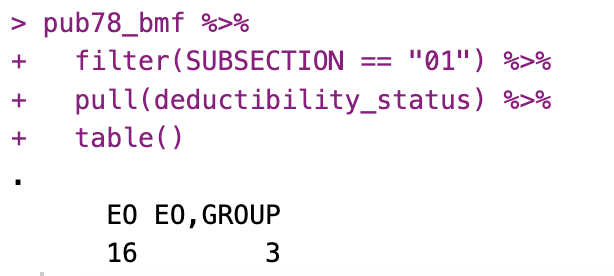 > pub78_bmf %>%
+   filter(SUBSECTION == "01") %>%
+   pull(deductibility_status) %>%
+   table()
.
      EO EO,GROUP
      16        3